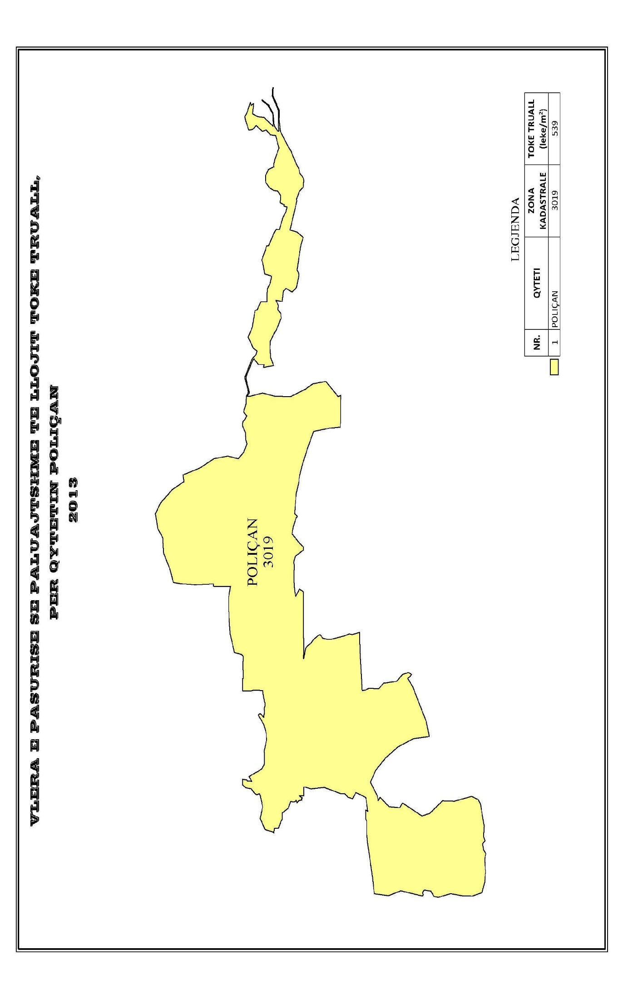 VLERA E PASURISE SE PALUAJTSHME TE LLOJIT TOKE TRUALL,
PER QYTETIN POLIÇAN
2013
POLIÇAN
3019
LEGJENDA
NR. QYTETI ZONA KADASTRALE TOKE TRUALL (leke/m²)
1 POLIÇAN 3019 539